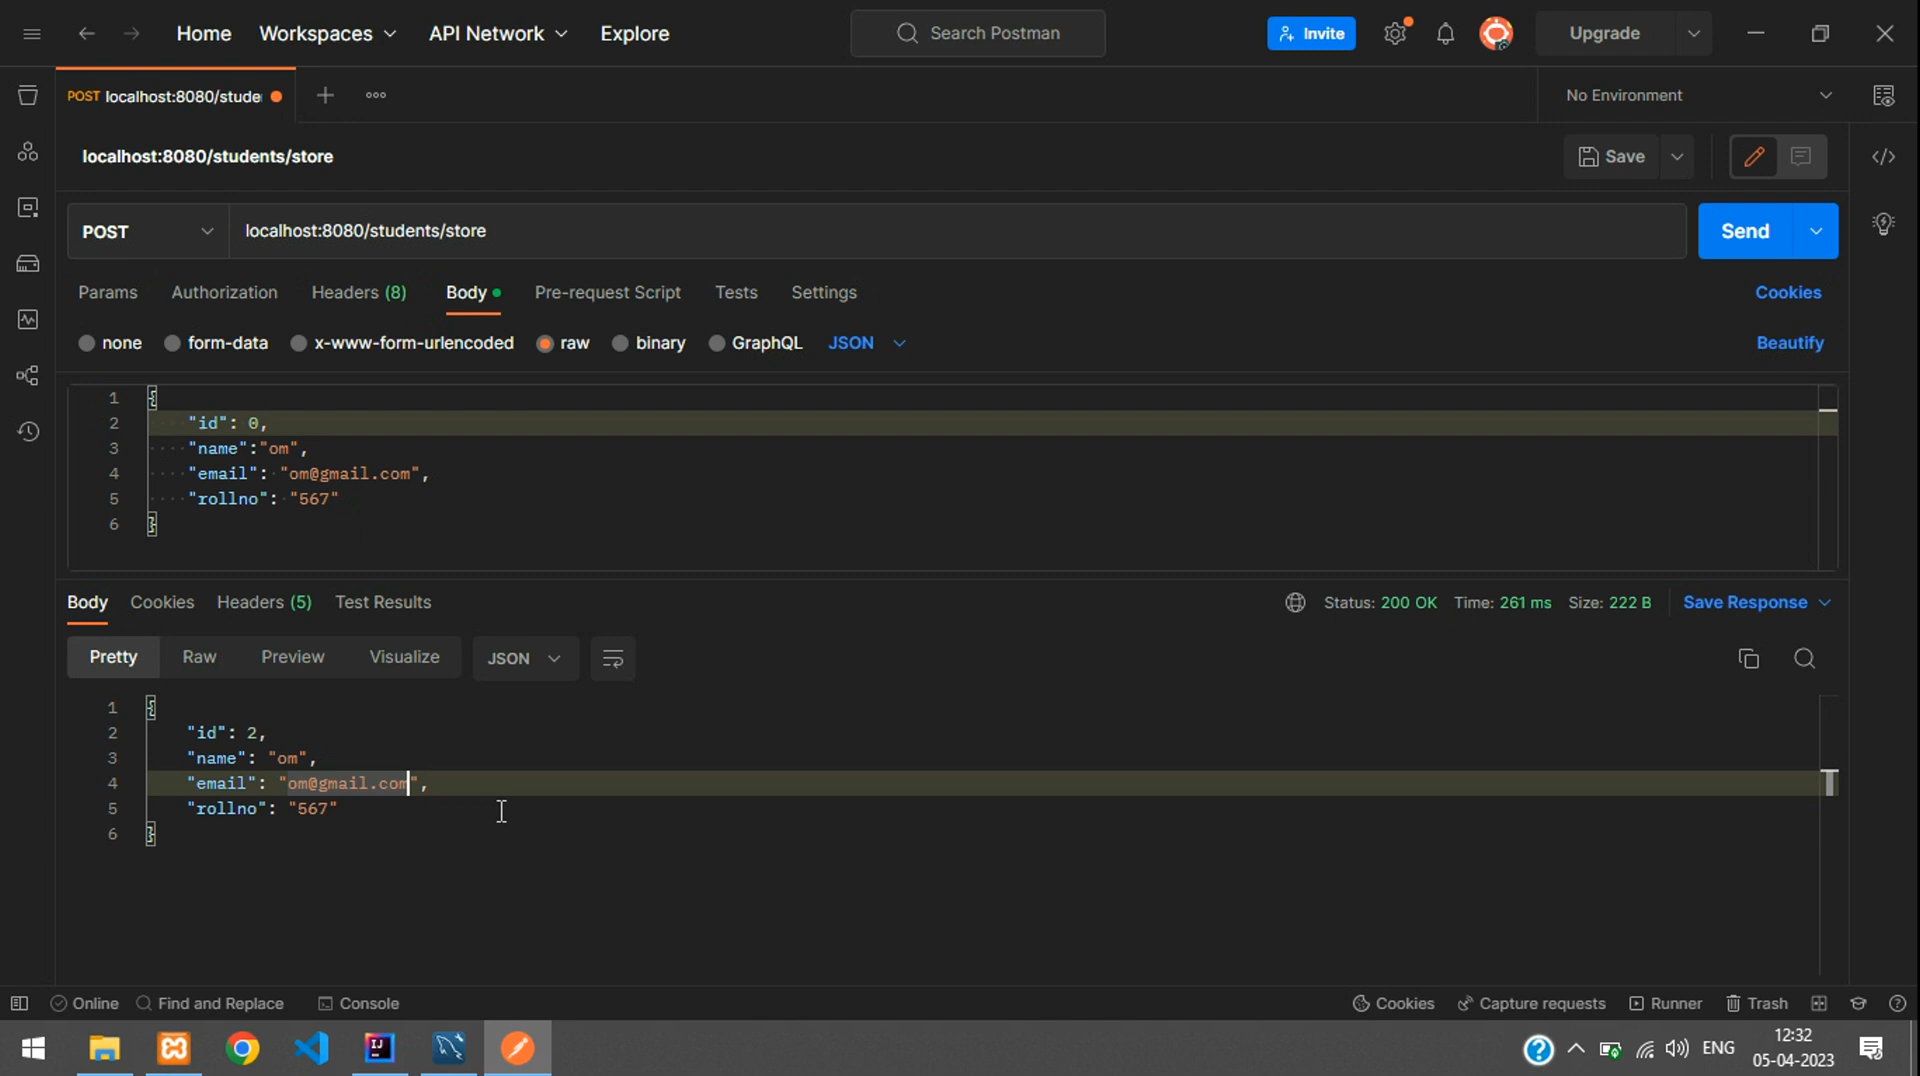 Home Workspaces API Network Explore Search Postman Invite Upgrade
POST localhost:8080/stude No Environment
localhost:8080/students/store Save
POST localhost:8080/students/store Send
Params Authorization Headers (8) Body Pre-request Script Tests Settings Cookies
none form-data x-www-form-urlencoded raw binary GraphQL JSON Beautify
1 {
2 "id": 0,
3 "name":"om",
4 "email": "om@gmail.com",
5 "rollno": "567"
6 }
Body Cookies Headers (5) Test Results Status: 200 OK Time: 261 ms Size: 222 B Save Response
Pretty Raw Preview Visualize JSON
1 {
2 "id": 2,
3 "name": "om",
4 "email": "om@gmail.com",
5 "rollno": "567"
6 }
Online Find and Replace Console Cookies Capture requests Runner Trash
ENG 12:32
05-04-2023